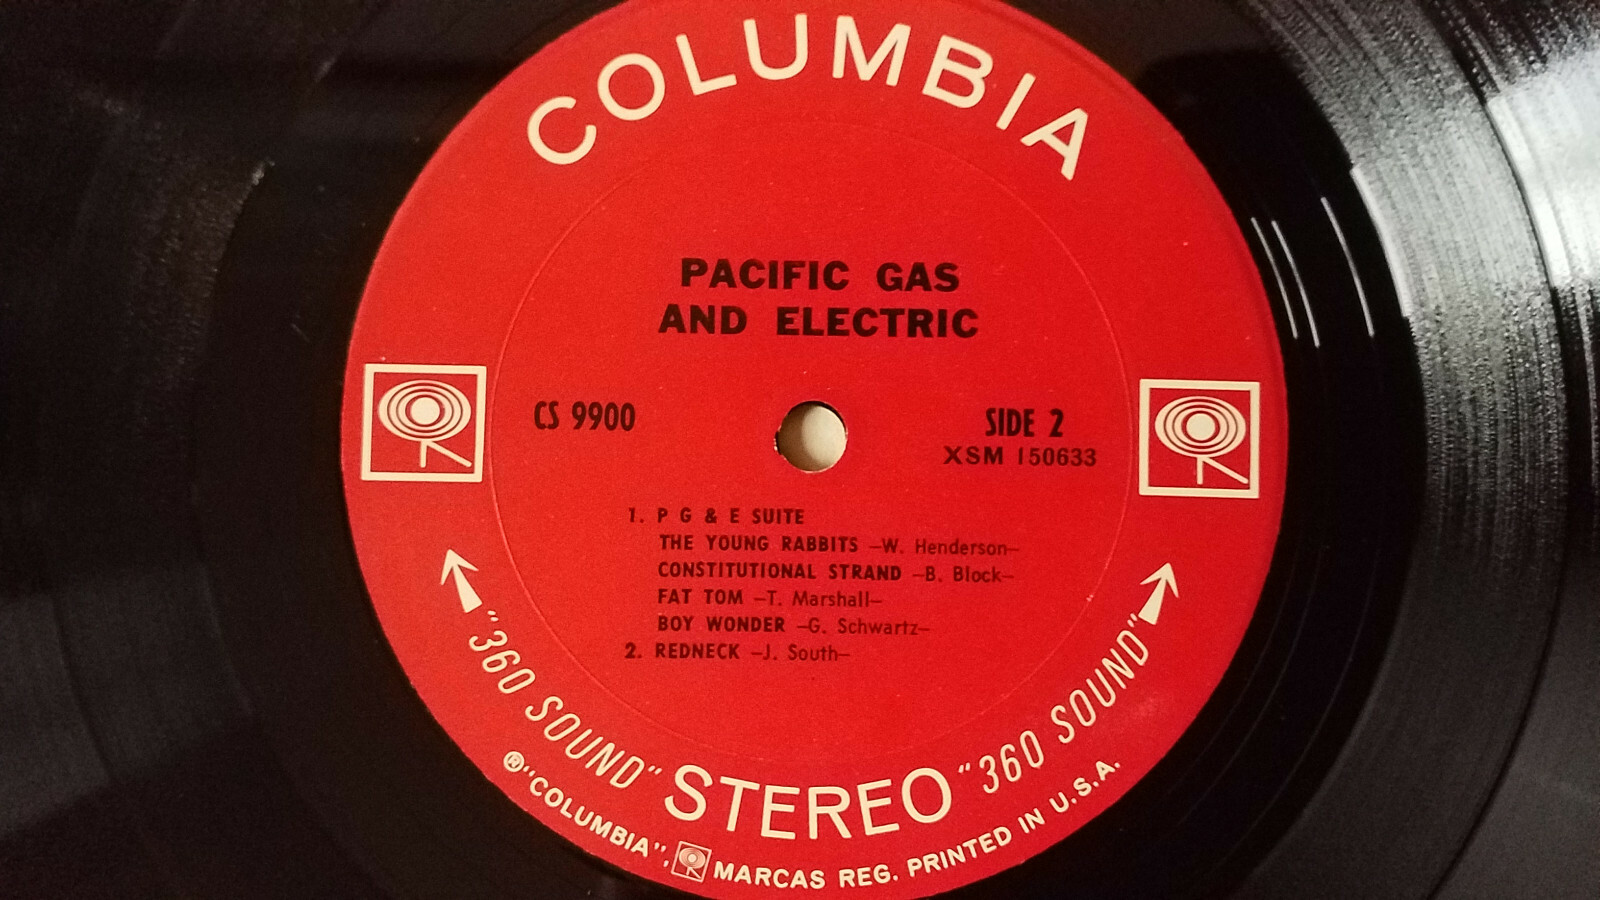 COLUMBIA
PACIFIC GAS
AND ELECTRIC
CS 9900
SIDE 2
XSM 150633
1. P G & E SUITE
THE YOUNG RABBITS —W. Henderson—
CONSTITUTIONAL STRAND —B. Block—
FAT TOM —T. Marshall—
BOY WONDER —G. Schwartz—
2. REDNECK —J. South—
"360 SOUND" STEREO "360 SOUND"
® "COLUMBIA", MARCAS REG. PRINTED IN U.S.A.